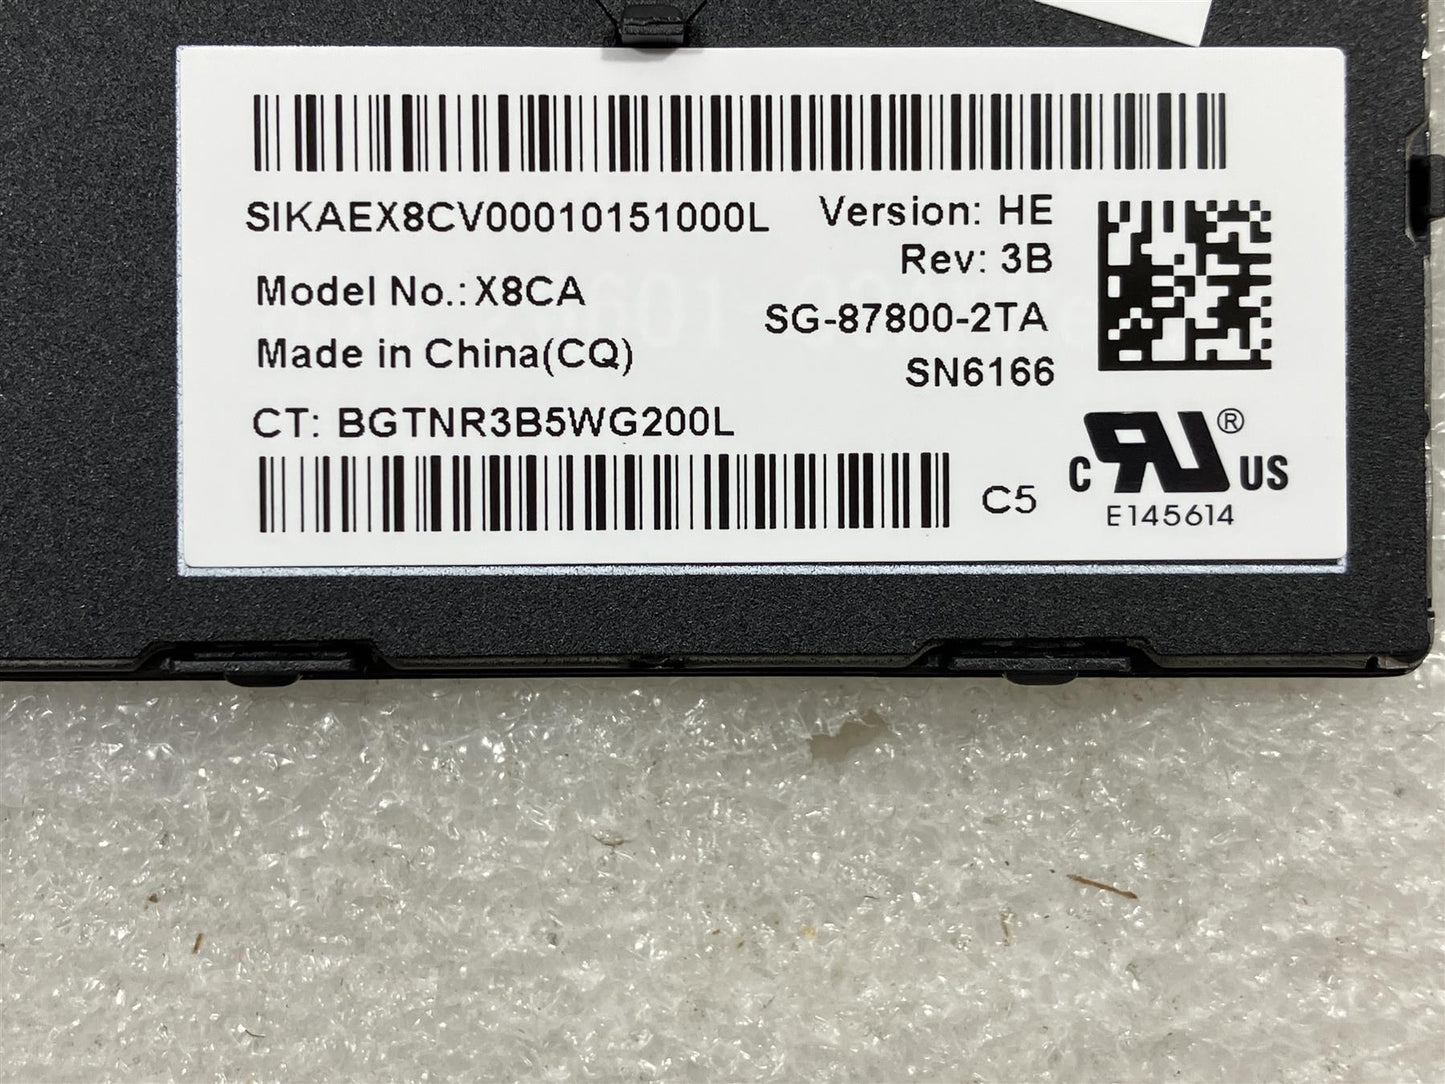 SIKAEX8CV00010151000L
Version: HE
Rev: 3B
Model No.: X8CA
SG-87800-2TA
Made in China(CQ)
SN6166
CT: BGTNR3B5WG200L
C5
C RU ® US
E145614